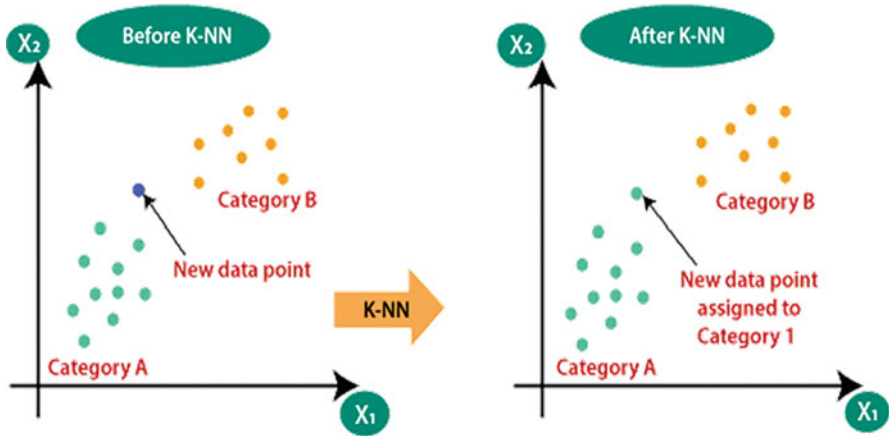 Before K-NN
X₂
Category B
New data point
Category A
X₁
K-NN
After K-NN
X₂
Category B
New data point
assigned to
Category 1
Category A
X₁